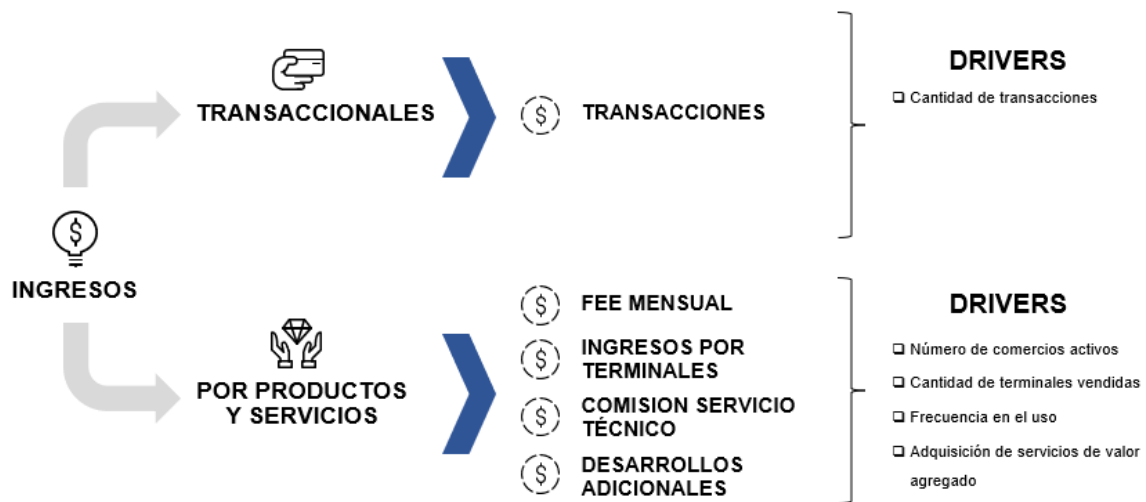 INGRESOS
TRANSACCIONALES
TRANSACCIONES
DRIVERS
Cantidad de transacciones
POR PRODUCTOS
Y SERVICIOS
FEE MENSUAL
INGRESOS POR
TERMINALES
COMISION SERVICIO
TÉCNICO
DESARROLLOS
ADICIONALES
DRIVERS
Número de comercios activos
Cantidad de terminales vendidas
Frecuencia en el uso
Adquisición de servicios de valor
agregado